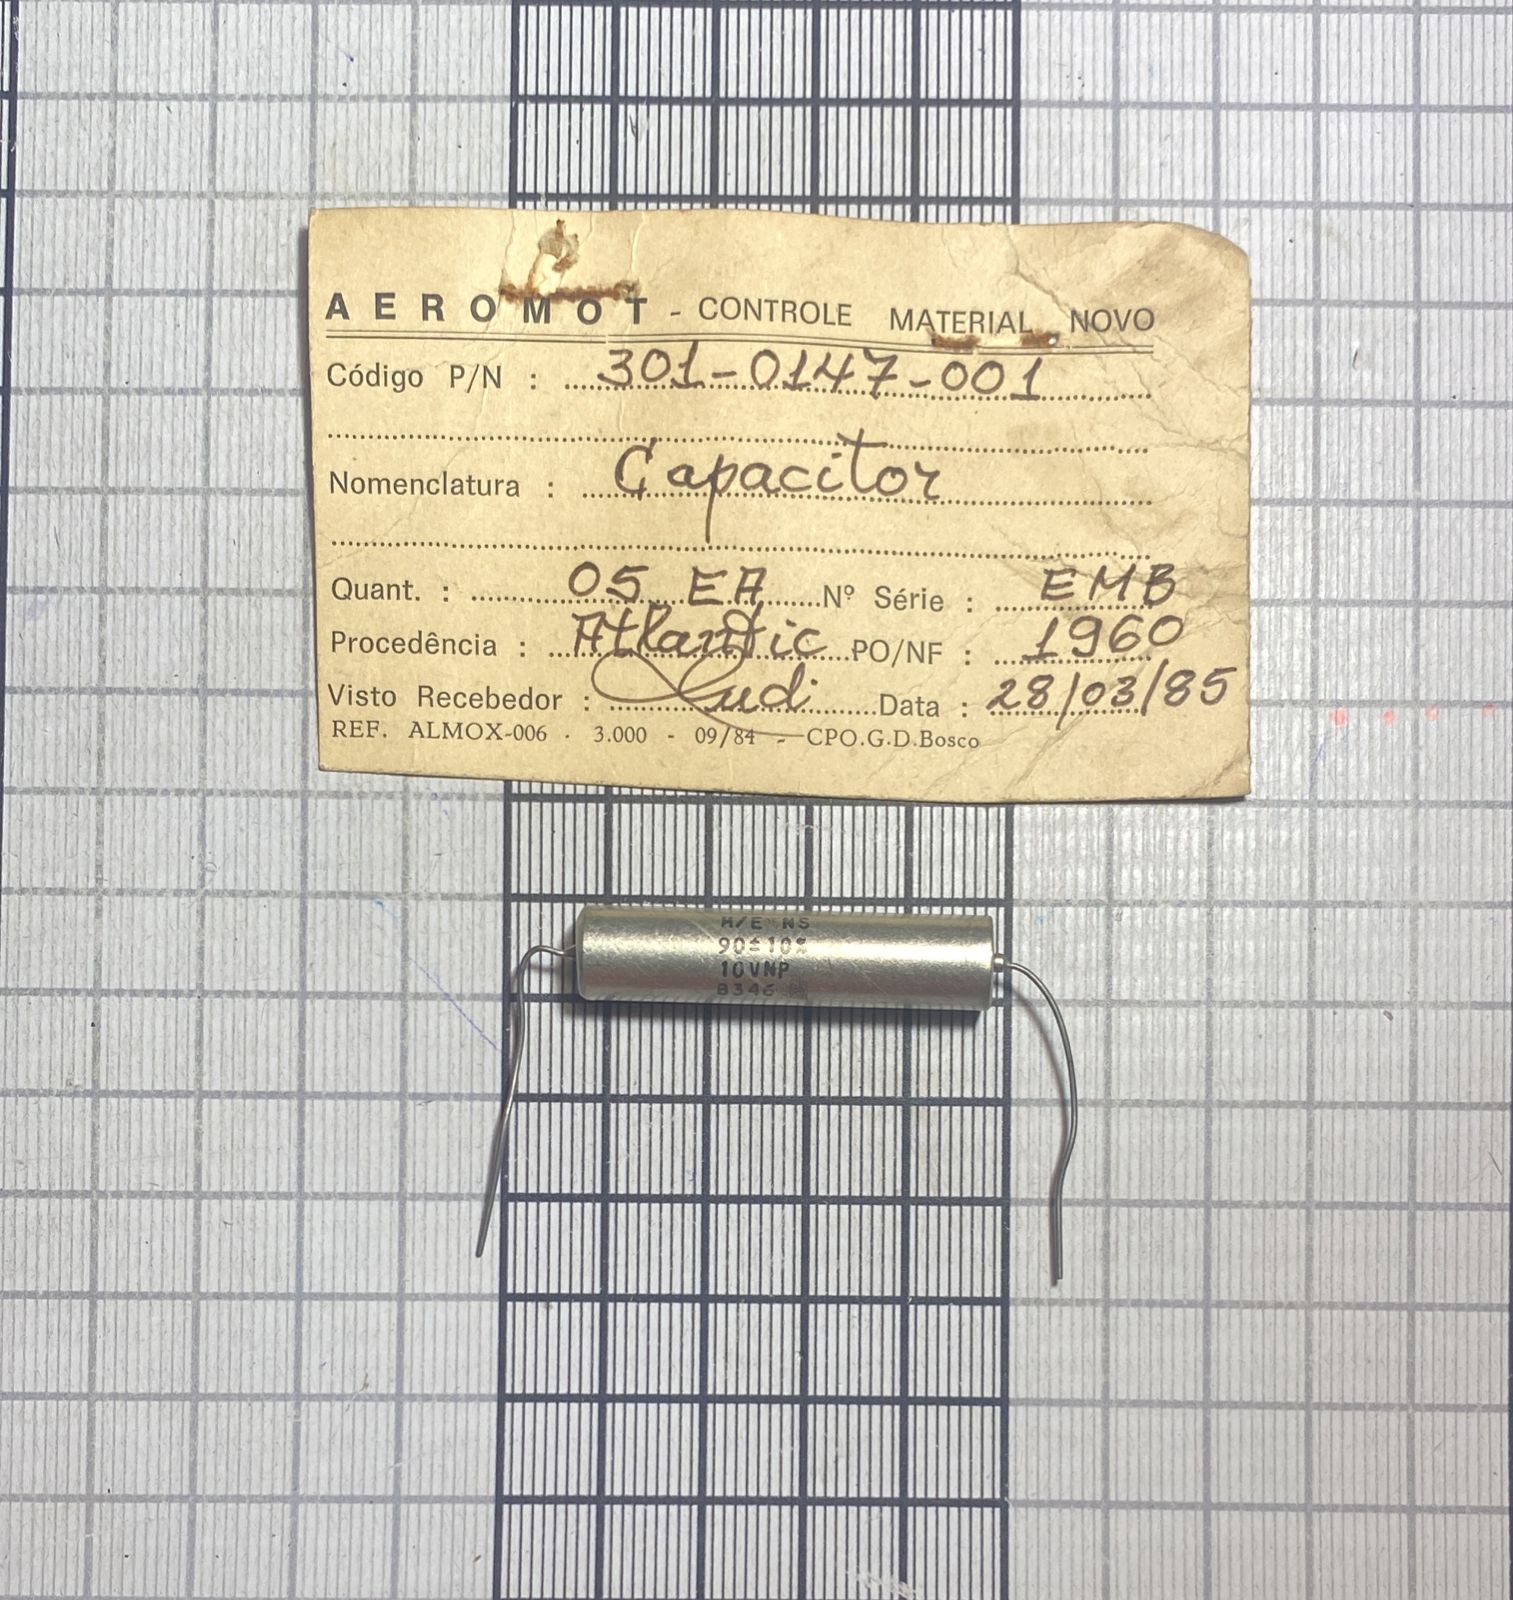 AEROMOT - CONTROLE MATERIAL NOVO
Código P/N : 301-0147-001
Nomenclatura : Capacitor
Quant. : 05 EA Nº Série : EMB
Procedência : Atlantic PO/NF : 1960
Visto Recebedor : Data : 28/03/85
REF. ALMOX-006 - 3.000 - 09/84 - CPO.G.D.Bosco
M/E NS
90±10%
10VNP
8346